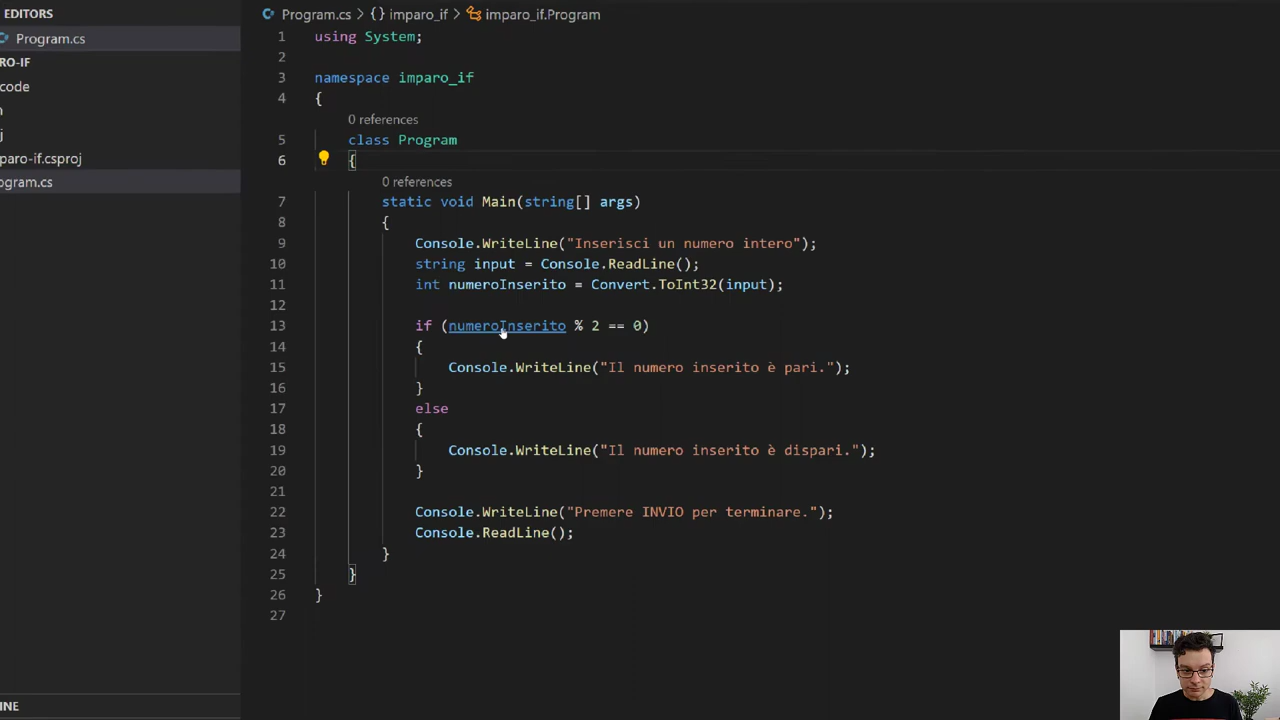 EDITORS
Program.cs
RO-IF
code
n
j
paro-if.csproj
ogram.cs
INE
Program.cs > {} imparo_if > imparo_if.Program
1 using System;
2
3 namespace imparo_if
4 {
0 references
5 class Program
6 {
0 references
7 static void Main(string[] args)
8 {
9 Console.WriteLine("Inserisci un numero intero");
10 string input = Console.ReadLine();
11 int numeroInserito = Convert.ToInt32(input);
12
13 if (numeroInserito % 2 == 0)
14 {
15 Console.WriteLine("Il numero inserito è pari.");
16 }
17 else
18 {
19 Console.WriteLine("Il numero inserito è dispari.");
20 }
21
22 Console.WriteLine("Premere INVIO per terminare.");
23 Console.ReadLine();
24 }
25 }
26 }
27